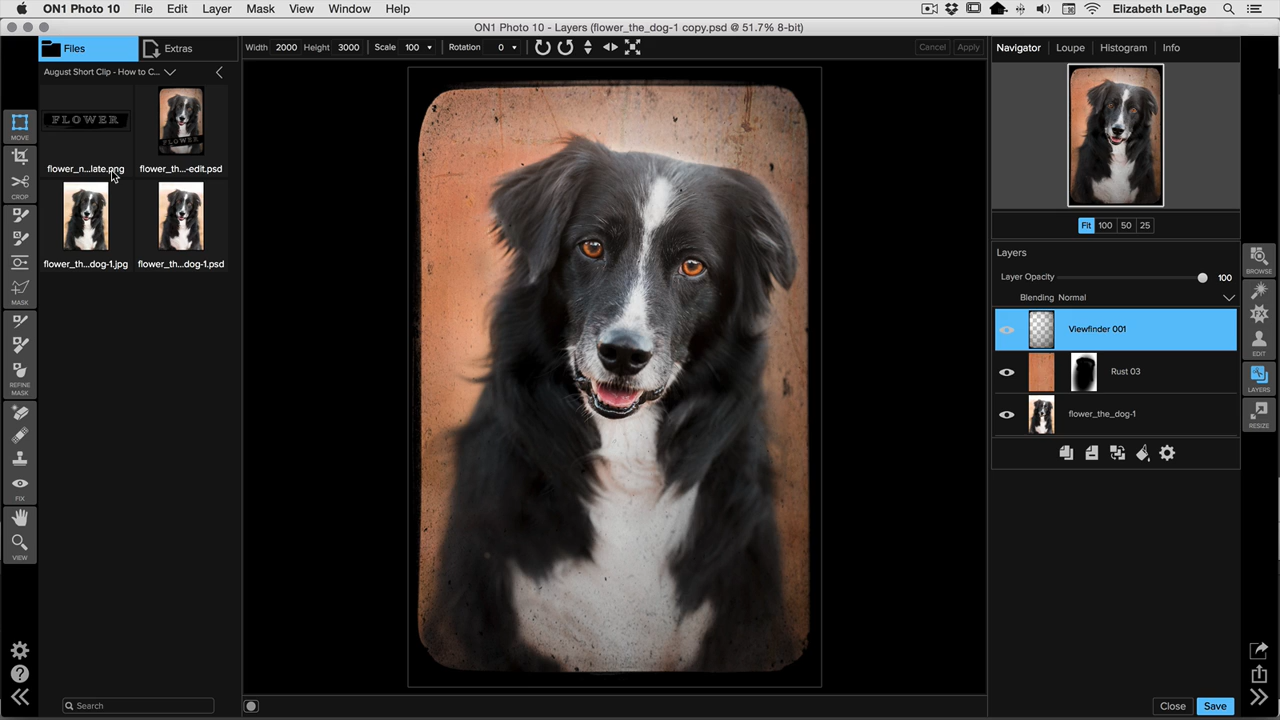 ON1 Photo 10 File Edit View Layer Mask View Window Help Elizabeth LePage
ON1 Photo 10 - Layers (flower_the_dog-1 copy.psd @ 51.7% 8-bit)
Files Extras
Width 2000 Height 3000 Scale 100 Rotation 0 Cancel Apply
Navigator Loupe Histogram Info
August Short Clip - How to C...
FLOWER
FLOWER
flower_n...late.png flower_th...-edit.psd
flower_th...dog-1.jpg flower_th...dog-1.psd
MOVE
CROP
MASK
REFINE
MASK
FIX
VIEW
Search
Fit 100 50 25
Layers
Layer Opacity 100
Blending Normal
Viewfinder 001
Rust 03
flower_the_dog-1
BROWSE
EDIT
LAYERS
RESIZE
Close Save